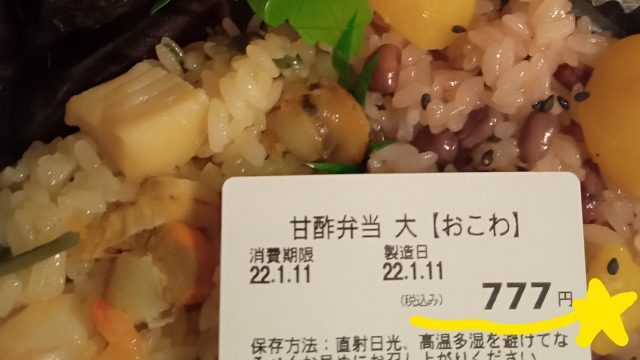 甘酢弁当 大【おこわ】
消費期限 製造日
22.1.11 22.1.11
(税込み) 777円
保存方法:直射日光、高温多湿を避けてな